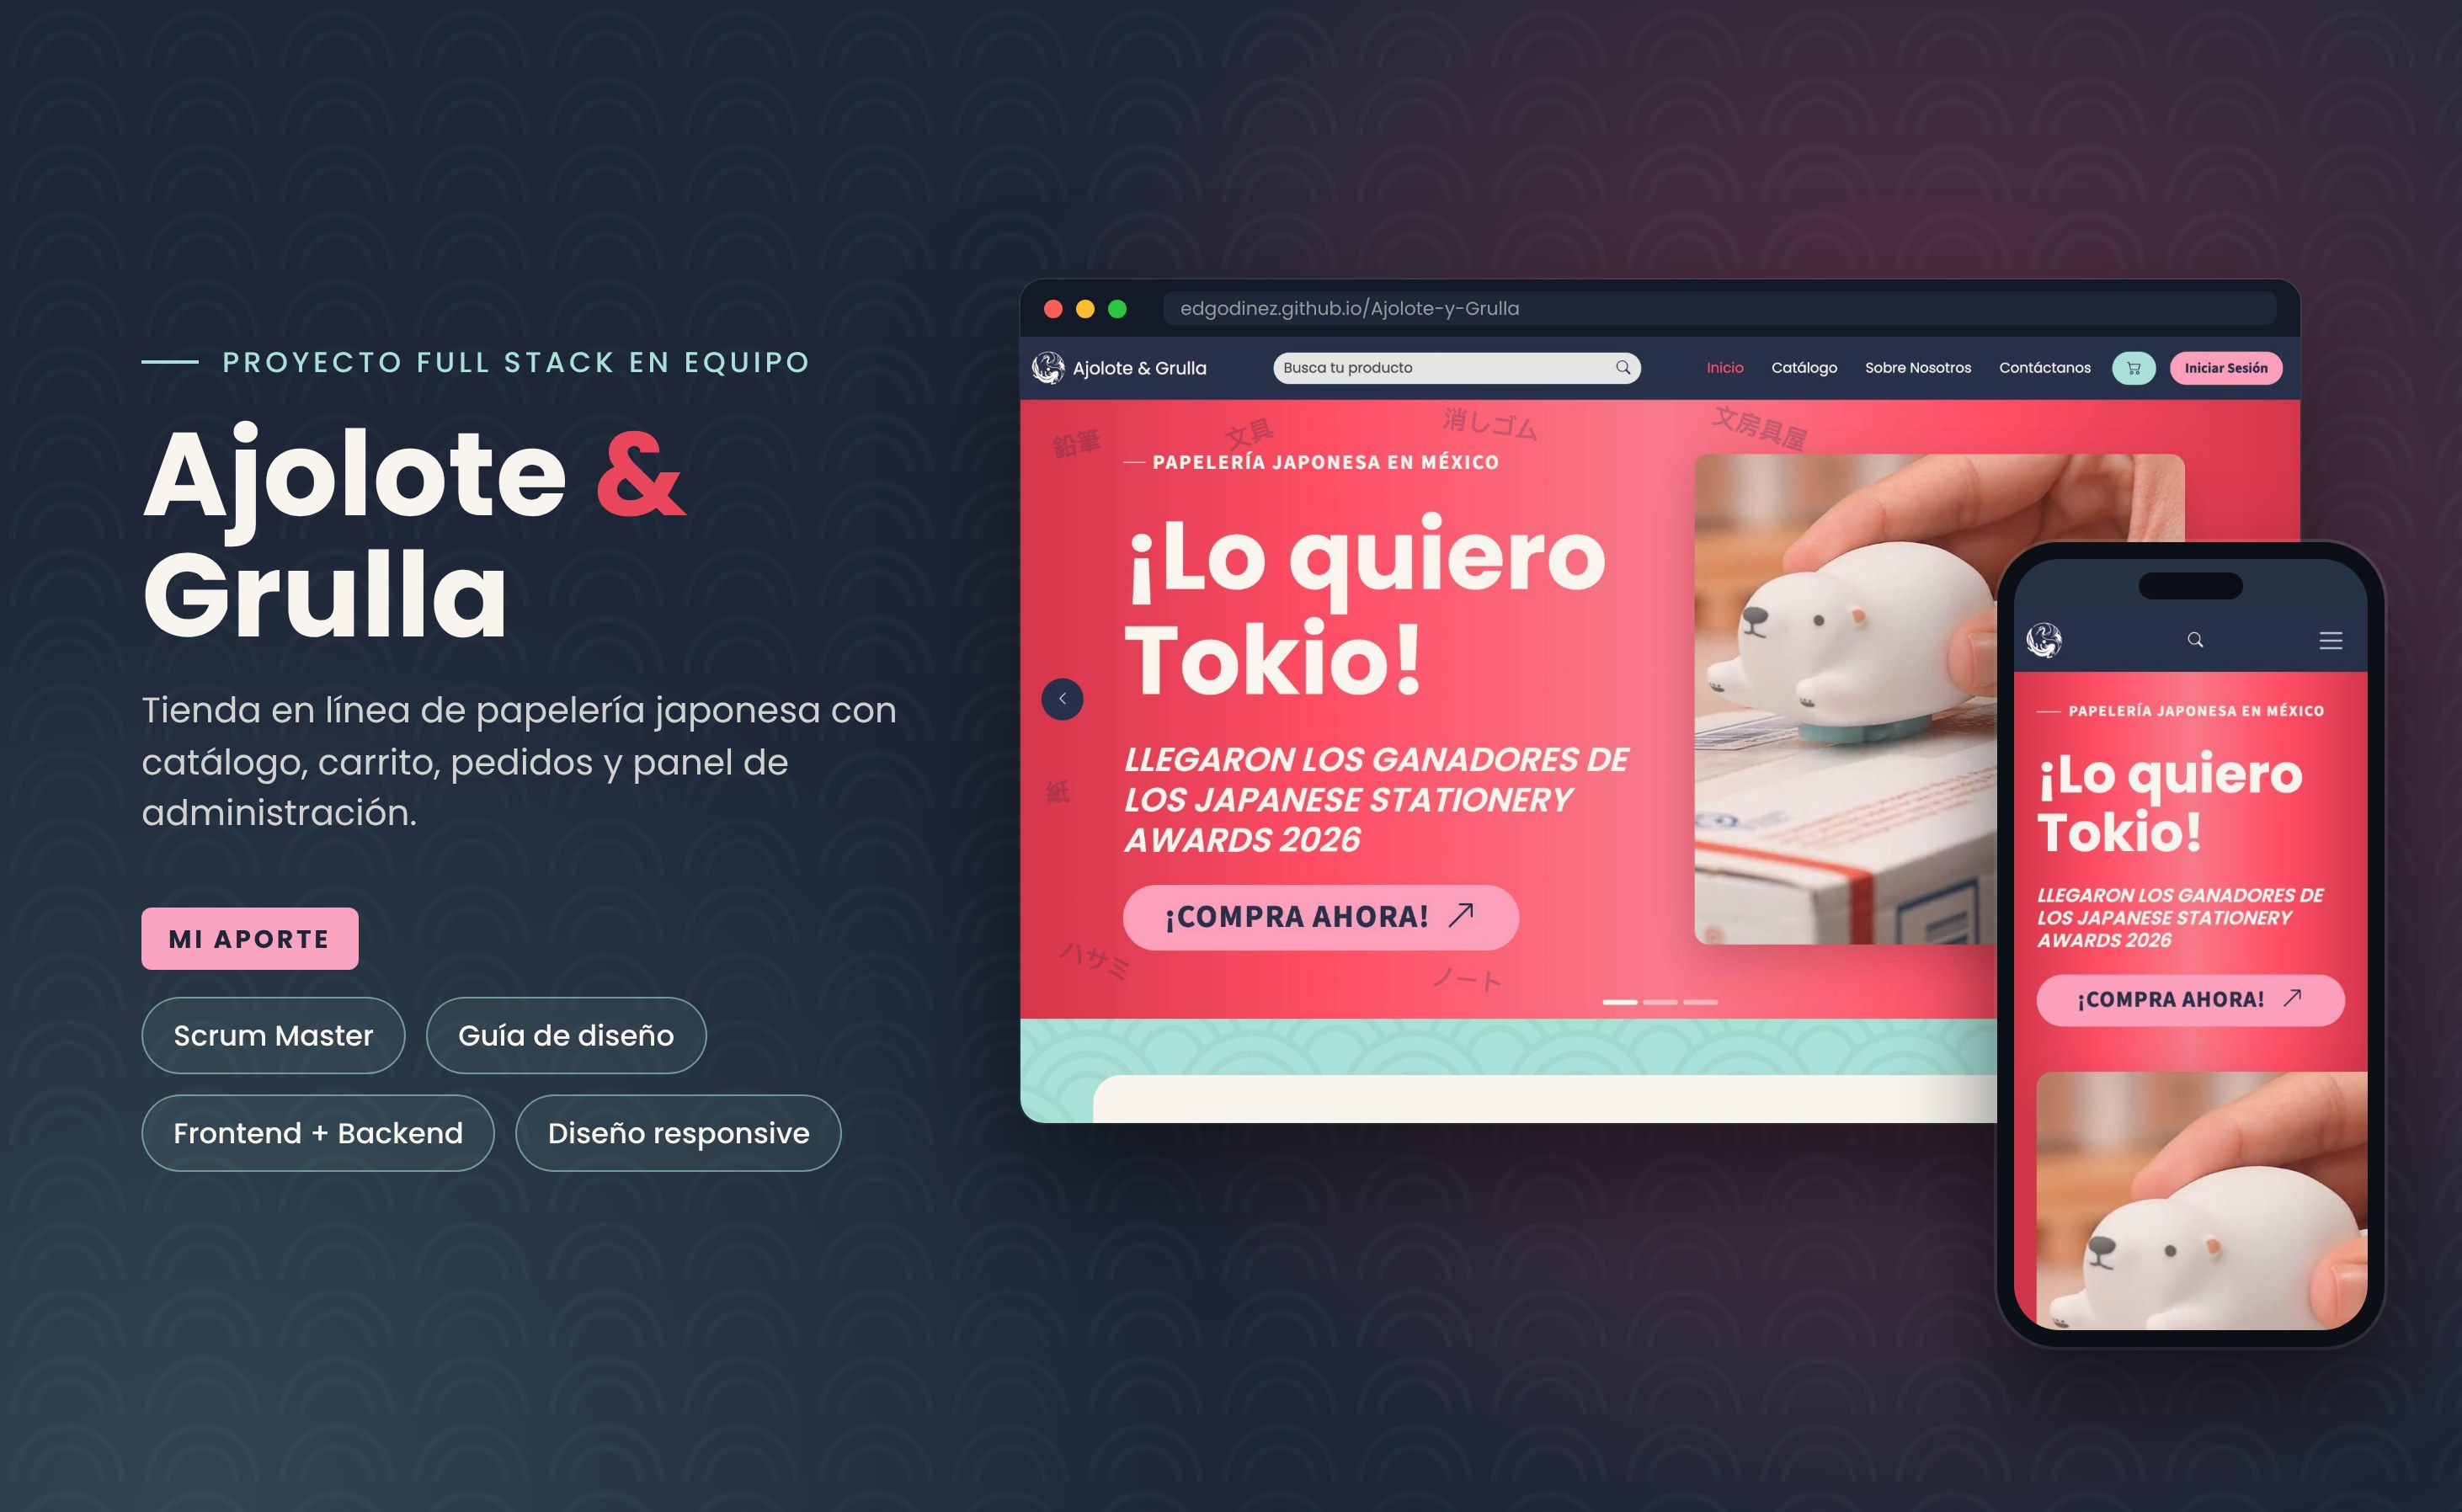 PROYECTO FULL STACK EN EQUIPO
Ajolote &
Grulla
Tienda en línea de papelería japonesa con
catálogo, carrito, pedidos y panel de
administración.
MI APORTE
Scrum Master
Guía de diseño
Frontend + Backend
Diseño responsive
edgodinez.github.io/Ajolote-y-Grulla
Ajolote & Grulla
Busca tu producto
Inicio
Catálogo
Sobre Nosotros
Contáctanos
Iniciar Sesión
鉛筆
文具
消しゴム
文房具屋
PAPELERÍA JAPONESA EN MÉXICO
¡Lo quiero
Tokio!
LLEGARON LOS GANADORES DE
LOS JAPANESE STATIONERY
AWARDS 2026
¡COMPRA AHORA!
紙
ハサミ
ノート
PAPELERÍA JAPONESA EN MÉXICO
¡Lo quiero
Tokio!
LLEGARON LOS GANADORES DE
LOS JAPANESE STATIONERY
AWARDS 2026
¡COMPRA AHORA!